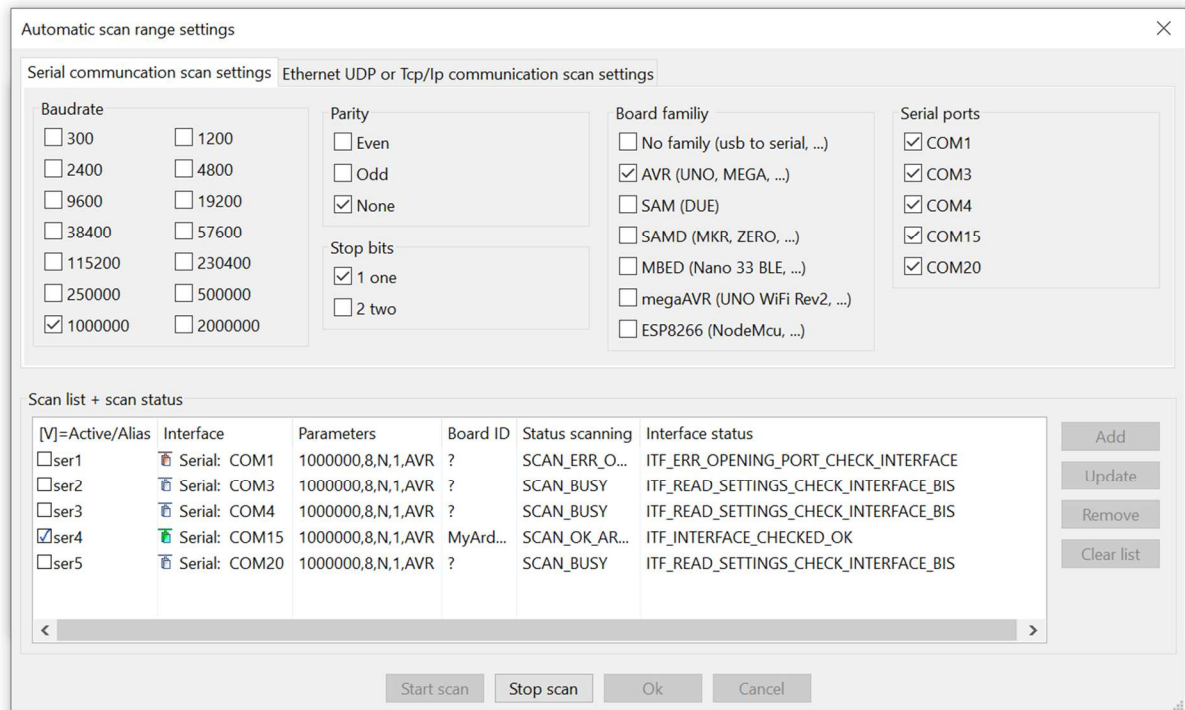 Automatic scan range settings
Serial communcation scan settings
Ethernet UDP or Tcp/Ip communication scan settings
Baudrate
300
1200
2400
4800
9600
19200
38400
57600
115200
230400
250000
500000
1000000
2000000
Parity
Even
Odd
None
Stop bits
1 one
2 two
Board familiy
No family (usb to serial, ...)
AVR (UNO, MEGA, ...)
SAM (DUE)
SAMD (MKR, ZERO, ...)
MBED (Nano 33 BLE, ...)
megaAVR (UNO WiFi Rev2, ...)
ESP8266 (NodeMcu, ...)
Serial ports
COM1
COM3
COM4
COM15
COM20
Scan list + scan status
[V]=Active/Alias Interface Parameters Board ID Status scanning Interface status
ser1 Serial: COM1 1000000,8,N,1,AVR ? SCAN_ERR_O... ITF_ERR_OPENING_PORT_CHECK_INTERFACE
ser2 Serial: COM3 1000000,8,N,1,AVR ? SCAN_BUSY ITF_READ_SETTINGS_CHECK_INTERFACE_BIS
ser3 Serial: COM4 1000000,8,N,1,AVR ? SCAN_BUSY ITF_READ_SETTINGS_CHECK_INTERFACE_BIS
ser4 Serial: COM15 1000000,8,N,1,AVR MyArd... SCAN_OK_AR... ITF_INTERFACE_CHECKED_OK
ser5 Serial: COM20 1000000,8,N,1,AVR ? SCAN_BUSY ITF_READ_SETTINGS_CHECK_INTERFACE_BIS
Add
Update
Remove
Clear list
Start scan
Stop scan
Ok
Cancel